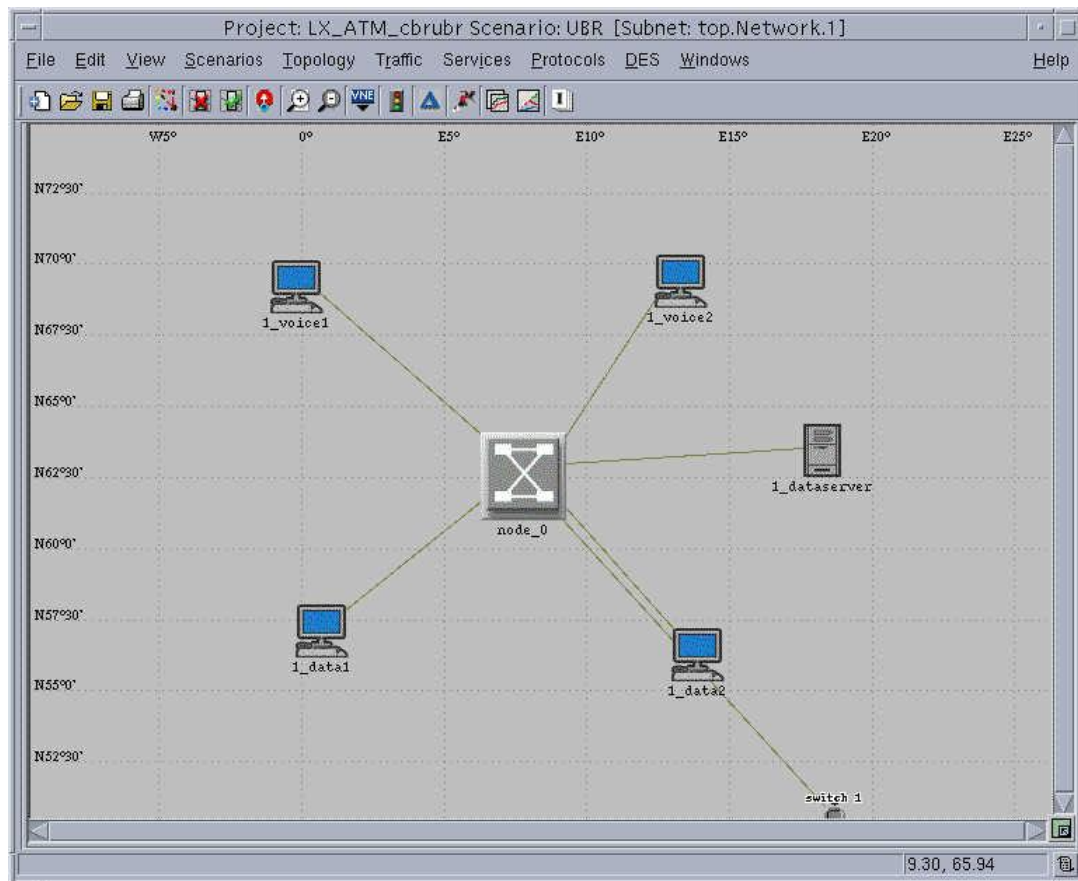 Project: LX_ATM_cbrubr Scenario: UBR [Subnet: top.Network.1]
File Edit View Scenarios Topology Traffic Services Protocols DES Windows Help
VNE
W5° 0° E5° E10° E15° E20° E25°
N72°30'
N70°0'
1_voice1 1_voice2
N67°30'
N65°0'
N62°30'
1_dataserver
node_0
N60°0'
N57°30'
1_data1
N55°0'
1_data2
N52°30'
switch 1
9.30, 65.94